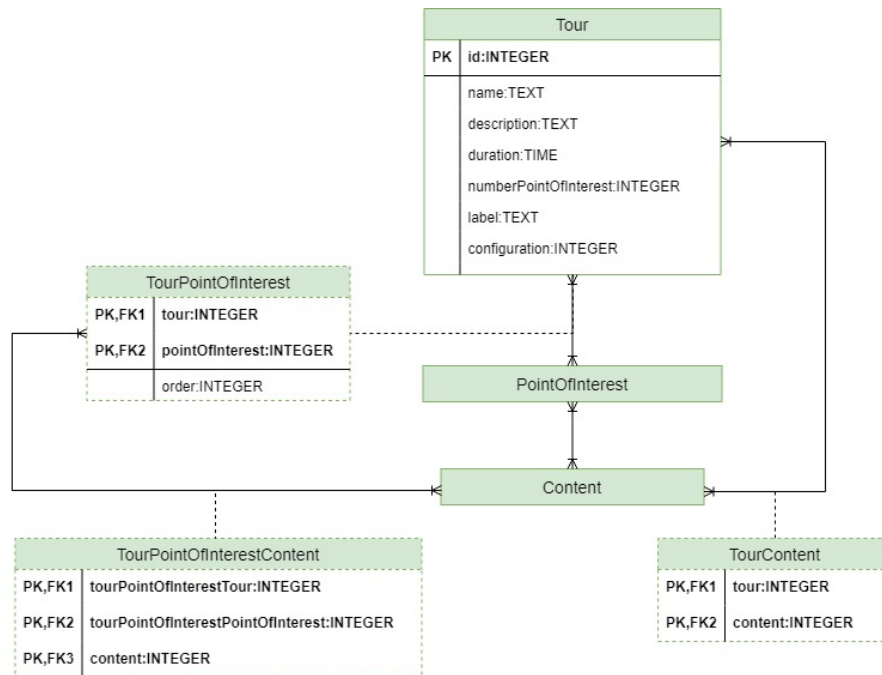 Tour
PK id:INTEGER
name:TEXT
description:TEXT
duration:TIME
numberPointOfInterest:INTEGER
label:TEXT
configuration:INTEGER
TourPointOfInterest
PK,FK1 tour:INTEGER
PK,FK2 pointOfInterest:INTEGER
order:INTEGER
PointOfInterest
Content
TourPointOfInterestContent
PK,FK1 tourPointOfInterestTour:INTEGER
PK,FK2 tourPointOfInterestPointOfInterest:INTEGER
PK,FK3 content:INTEGER
TourContent
PK,FK1 tour:INTEGER
PK,FK2 content:INTEGER